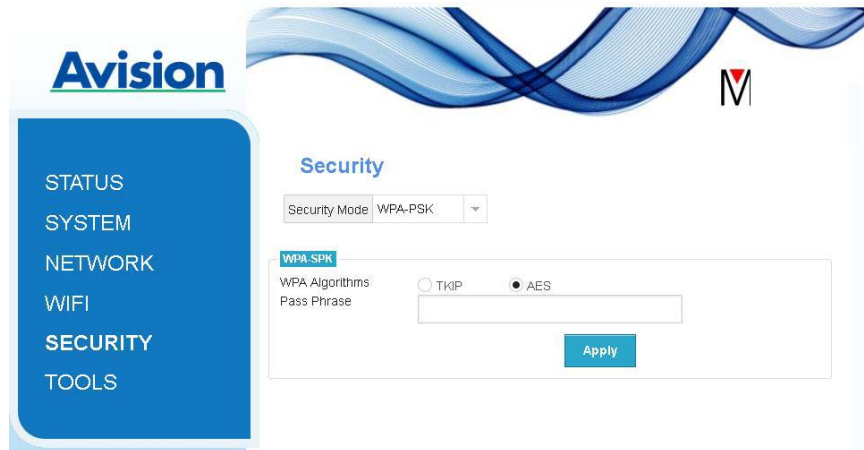 Avision
STATUS
SYSTEM
NETWORK
WIFI
SECURITY
TOOLS
Security
Security Mode WPA-PSK
WPA-SPK
WPA Algorithms TKIP AES
Pass Phrase
Apply